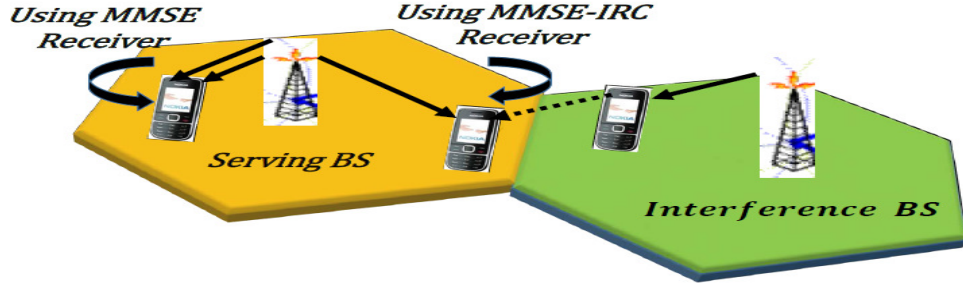 Using MMSE
Receiver
Using MMSE-IRC
Receiver
Serving BS
Interference BS